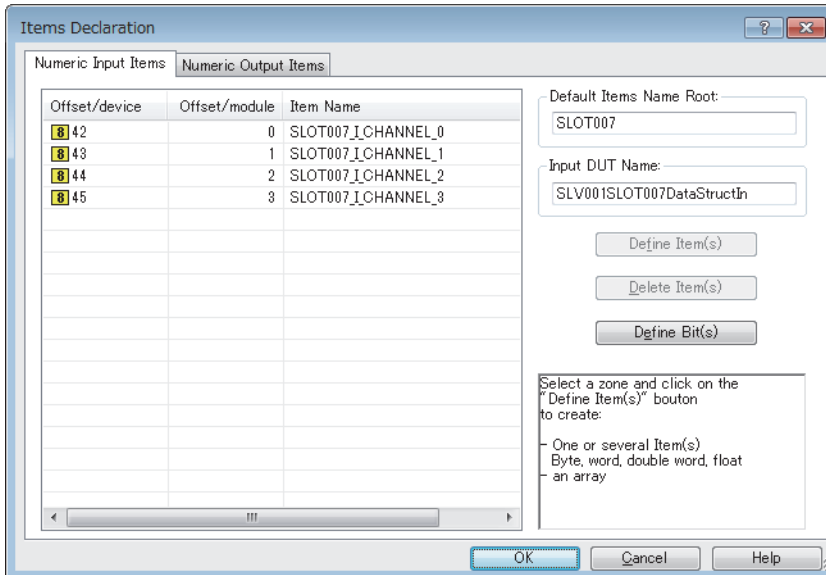 Items Declaration
Numeric Input Items
Numeric Output Items
Offset/device Offset/module Item Name
8 42 0 SLOT007_I_CHANNEL_0
8 43 1 SLOT007_I_CHANNEL_1
8 44 2 SLOT007_I_CHANNEL_2
8 45 3 SLOT007_I_CHANNEL_3
Default Items Name Root:
SLOT007
Input DUT Name:
SLV001SLOT007DataStructIn
Define Item(s)
Delete Item(s)
Define Bit(s)
Select a zone and click on the
"Define Item(s)" bouton
to create:
- One or several Item(s)
Byte, word, double word, float
- an array
OK Cancel Help